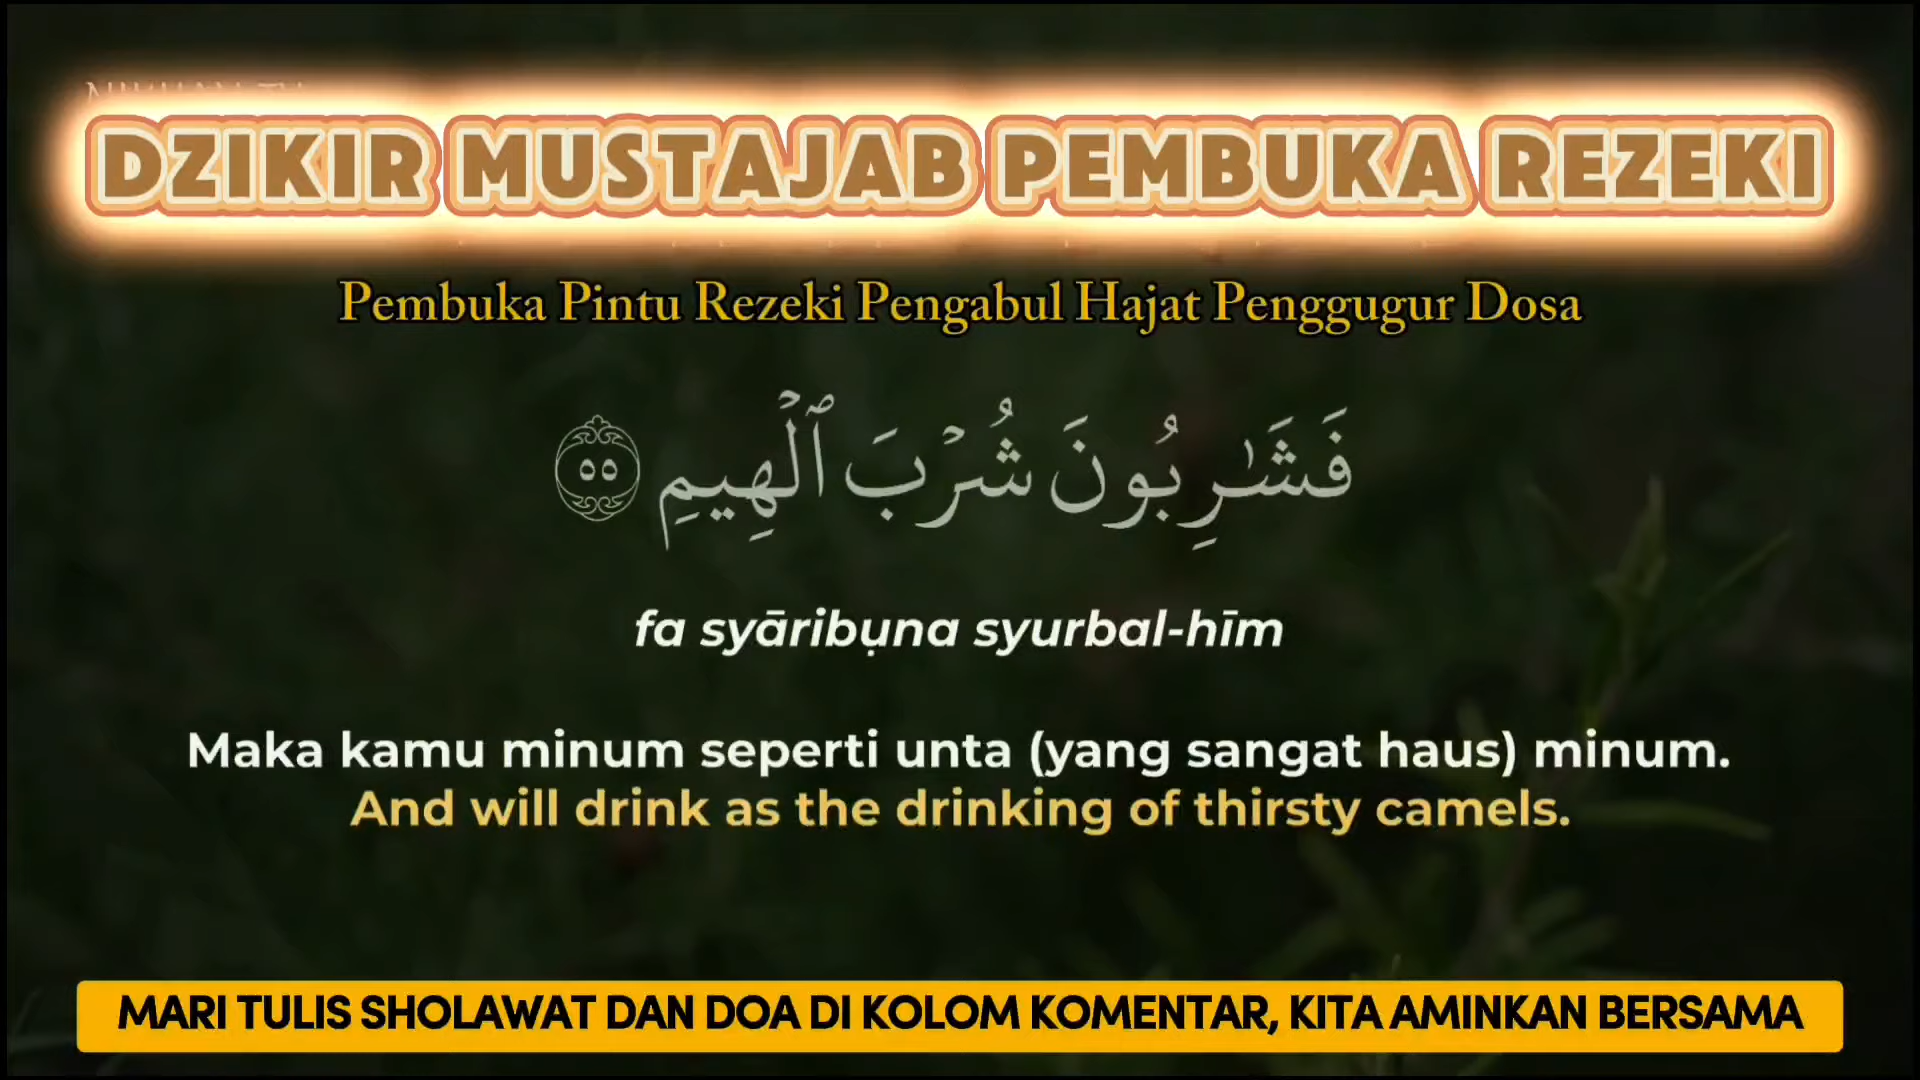 DZIKIR MUSTAJAB PEMBUKA REZEKI
Pembuka Pintu Rezeki Pengabul Hajat Penggugur Dosa
فَشَـٰرِبُونَ شُرْبَ ٱلْهِيمِ ٥٥
fa syāribụna syurbal-hīm
Maka kamu minum seperti unta (yang sangat haus) minum.
And will drink as the drinking of thirsty camels.
MARI TULIS SHOLAWAT DAN DOA DI KOLOM KOMENTAR, KITA AMINKAN BERSAMA